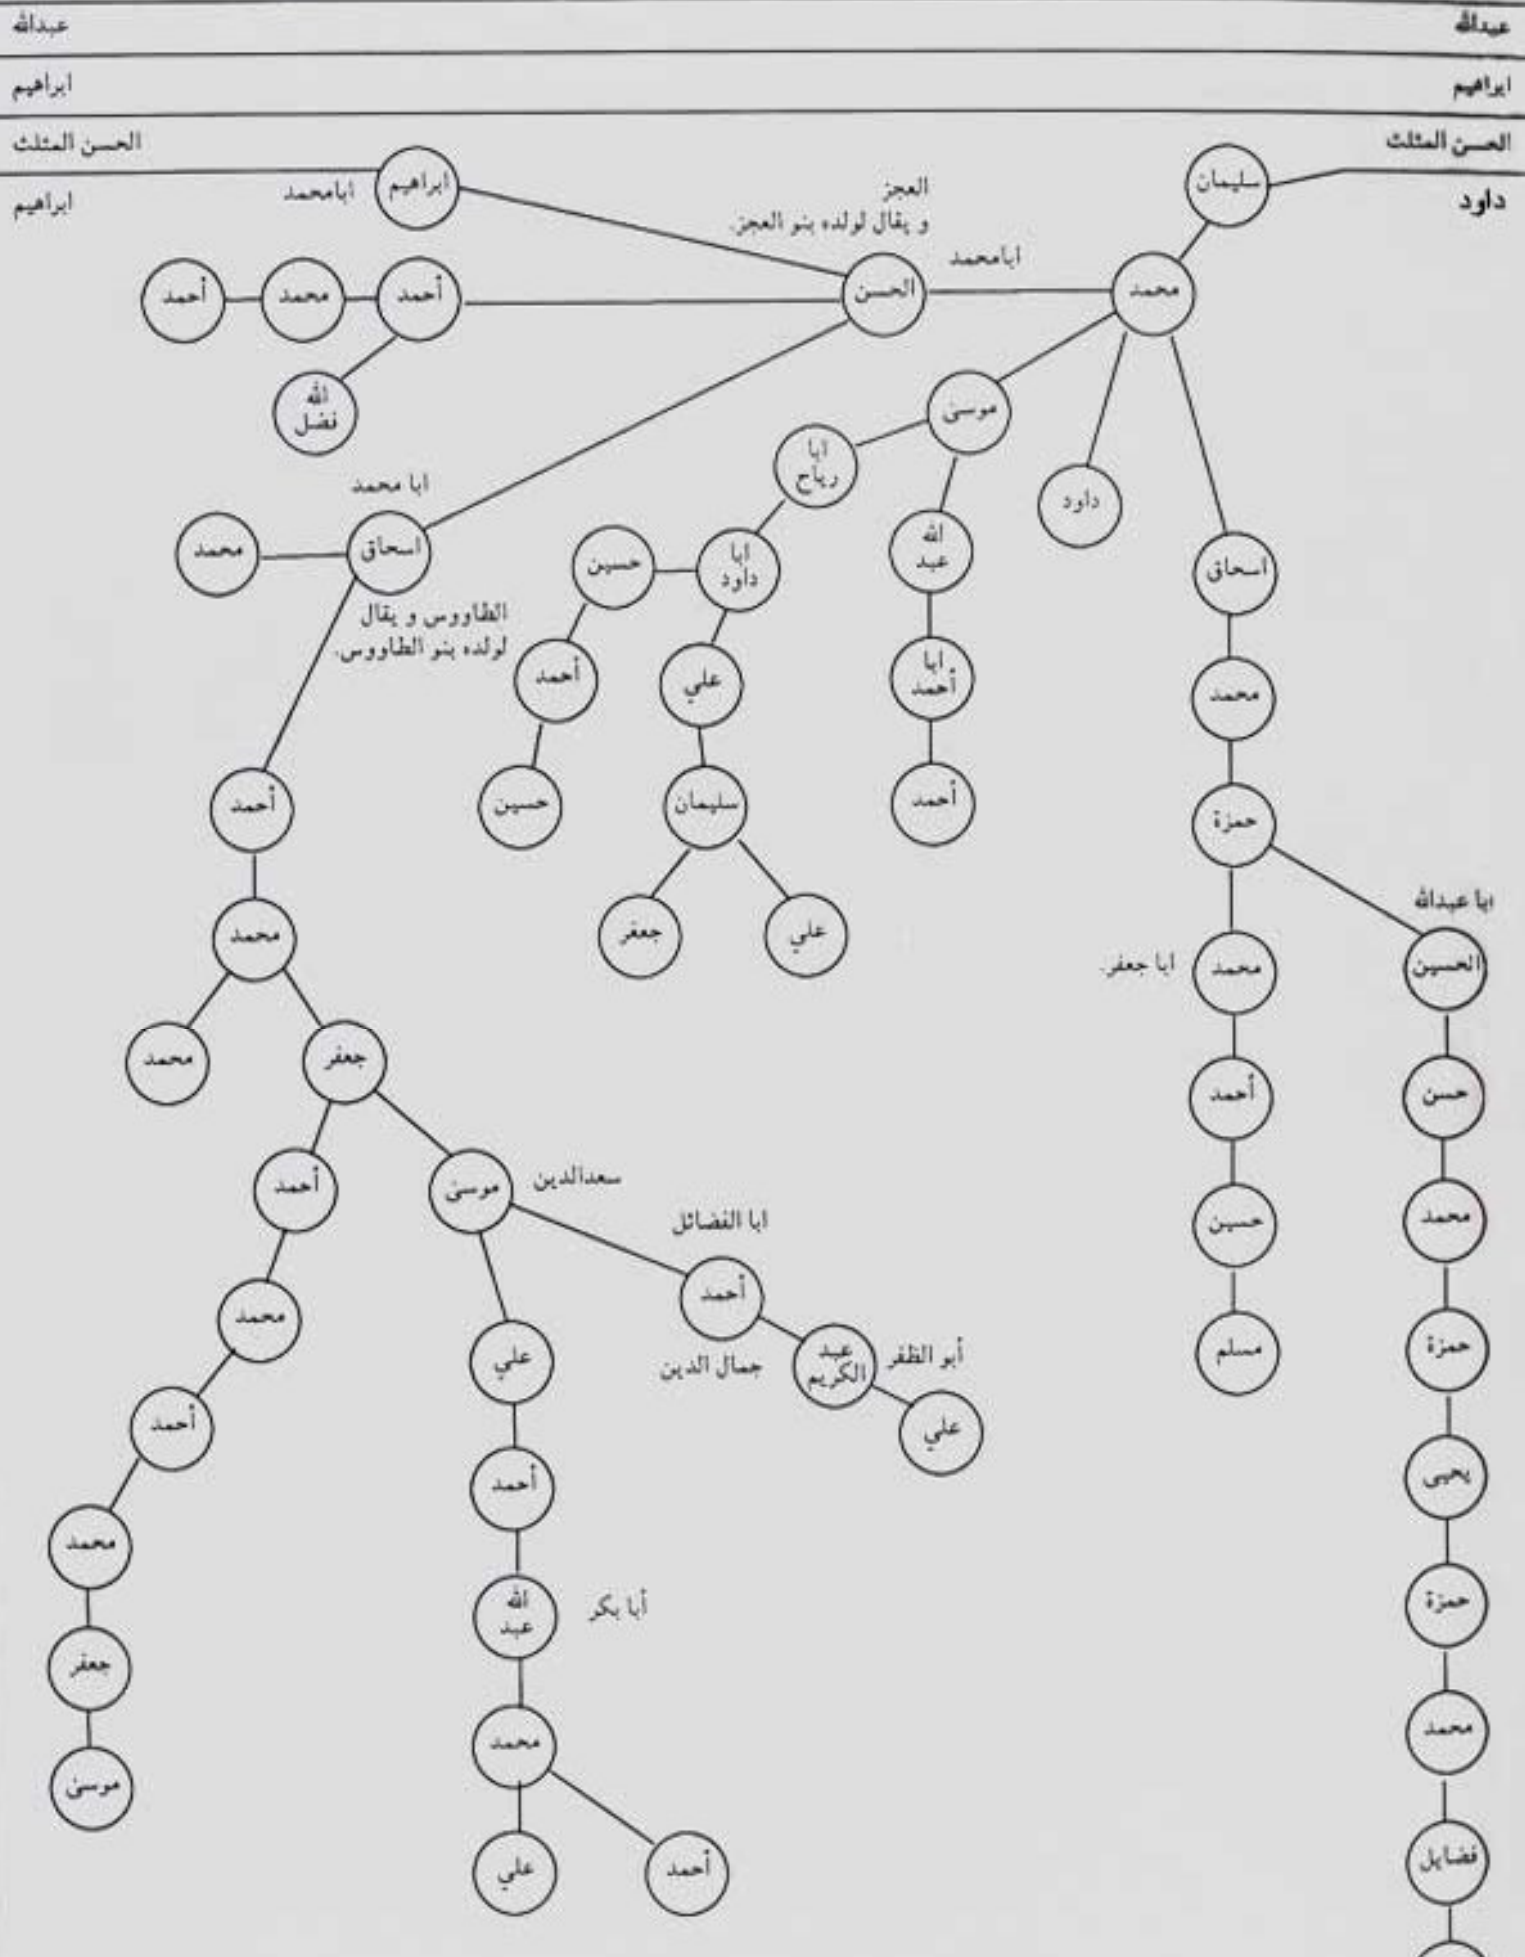 عبدالله
عبدالله
ابراهيم
ابراهيم
الحسن المثلث
الحسن المثلث
داود
ابراهيم
سليمان
ابراهيم
ابامحمد
العجز
و يقال لولده بنو العجز.
ابامحمد
محمد
الحسن
أحمد
محمد
أحمد
الله
فضل
موسىٰ
ابا
رياح
داود
ابا محمد
اسحاق
الله
عبد
ابا
داود
حسين
اسحاق
محمد
الطاووس و يقال
لولده بنو الطاووس.
محمد
ابا
أحمد
علي
أحمد
حمزة
أحمد
سليمان
حسين
أحمد
ابا عبدالله
الحسين
محمد
ابا جعفر.
علي
جعفر
محمد
حسن
أحمد
جعفر
محمد
محمد
حسين
سعدالدين
موسىٰ
أحمد
ابا الفضائل
حمزة
مسلم
أحمد
محمد
أبو الظفر
عبد
الكريم
جمال الدين
علي
علي
أحمد
يحيى
أحمد
حمزة
أبا بكر
الله
عبد
محمد
محمد
محمد
جعفر
موسىٰ
فضايل
أحمد
علي